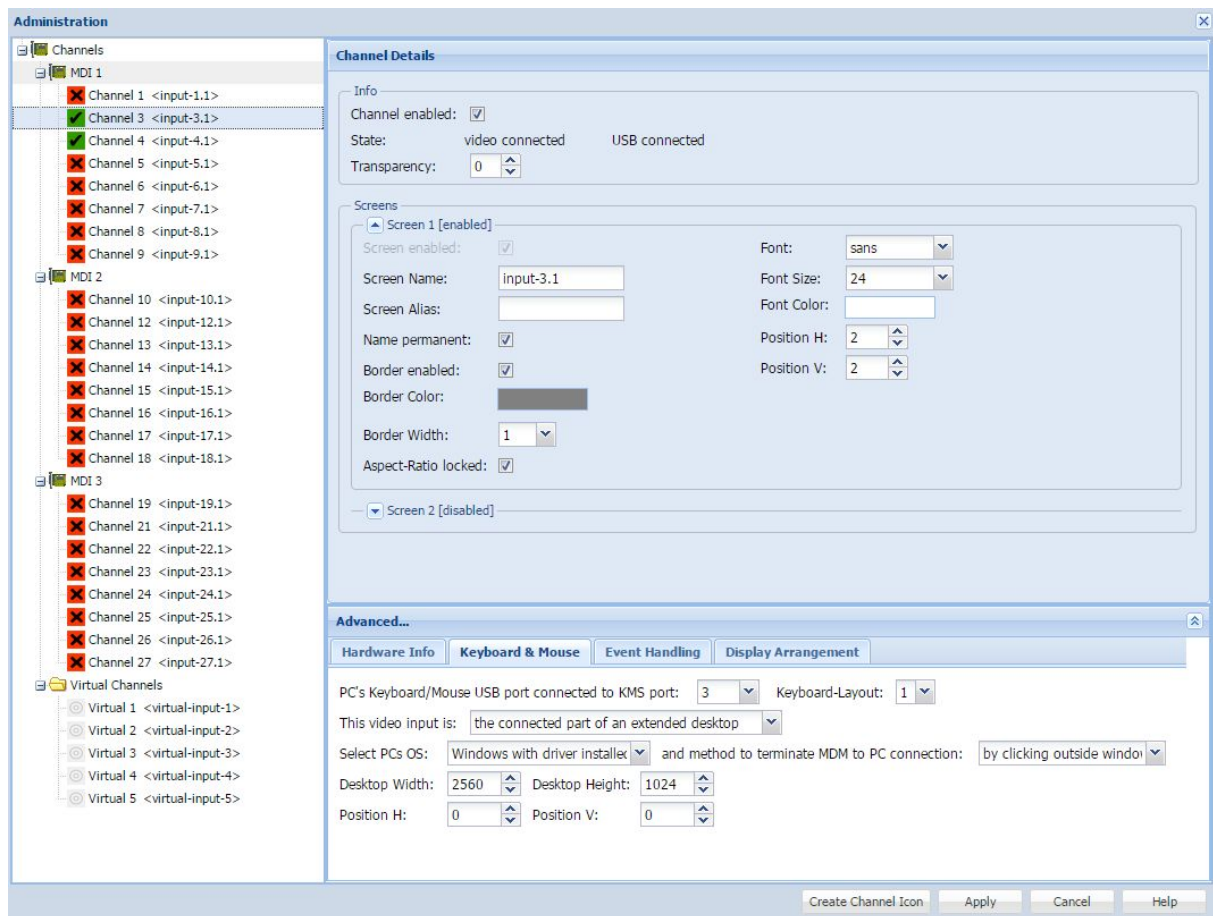 Administration
Channels
MDI 1
Channel 1 <input-1.1>
Channel 3 <input-3.1>
Channel 4 <input-4.1>
Channel 5 <input-5.1>
Channel 6 <input-6.1>
Channel 7 <input-7.1>
Channel 8 <input-8.1>
Channel 9 <input-9.1>
MDI 2
Channel 10 <input-10.1>
Channel 12 <input-12.1>
Channel 13 <input-13.1>
Channel 14 <input-14.1>
Channel 15 <input-15.1>
Channel 16 <input-16.1>
Channel 17 <input-17.1>
Channel 18 <input-18.1>
MDI 3
Channel 19 <input-19.1>
Channel 21 <input-21.1>
Channel 22 <input-22.1>
Channel 23 <input-23.1>
Channel 24 <input-24.1>
Channel 25 <input-25.1>
Channel 26 <input-26.1>
Channel 27 <input-27.1>
Virtual Channels
Virtual 1 <virtual-input-1>
Virtual 2 <virtual-input-2>
Virtual 3 <virtual-input-3>
Virtual 4 <virtual-input-4>
Virtual 5 <virtual-input-5>
Channel Details
Info
Channel enabled:
State: video connected USB connected
Transparency: 0
Screens
Screen 1 [enabled]
Screen enabled:
Screen Name: input-3.1
Screen Alias:
Name permanent:
Border enabled:
Border Color:
Border Width: 1
Aspect-Ratio locked:
Font: sans
Font Size: 24
Font Color:
Position H: 2
Position V: 2
Screen 2 [disabled]
Advanced...
Hardware Info Keyboard & Mouse Event Handling Display Arrangement
PC's Keyboard/Mouse USB port connected to KMS port: 3 Keyboard-Layout: 1
This video input is: the connected part of an extended desktop
Select PCs OS: Windows with driver installec and method to terminate MDM to PC connection: by clicking outside windov
Desktop Width: 2560 Desktop Height: 1024
Position H: 0 Position V: 0
Create Channel Icon Apply Cancel Help